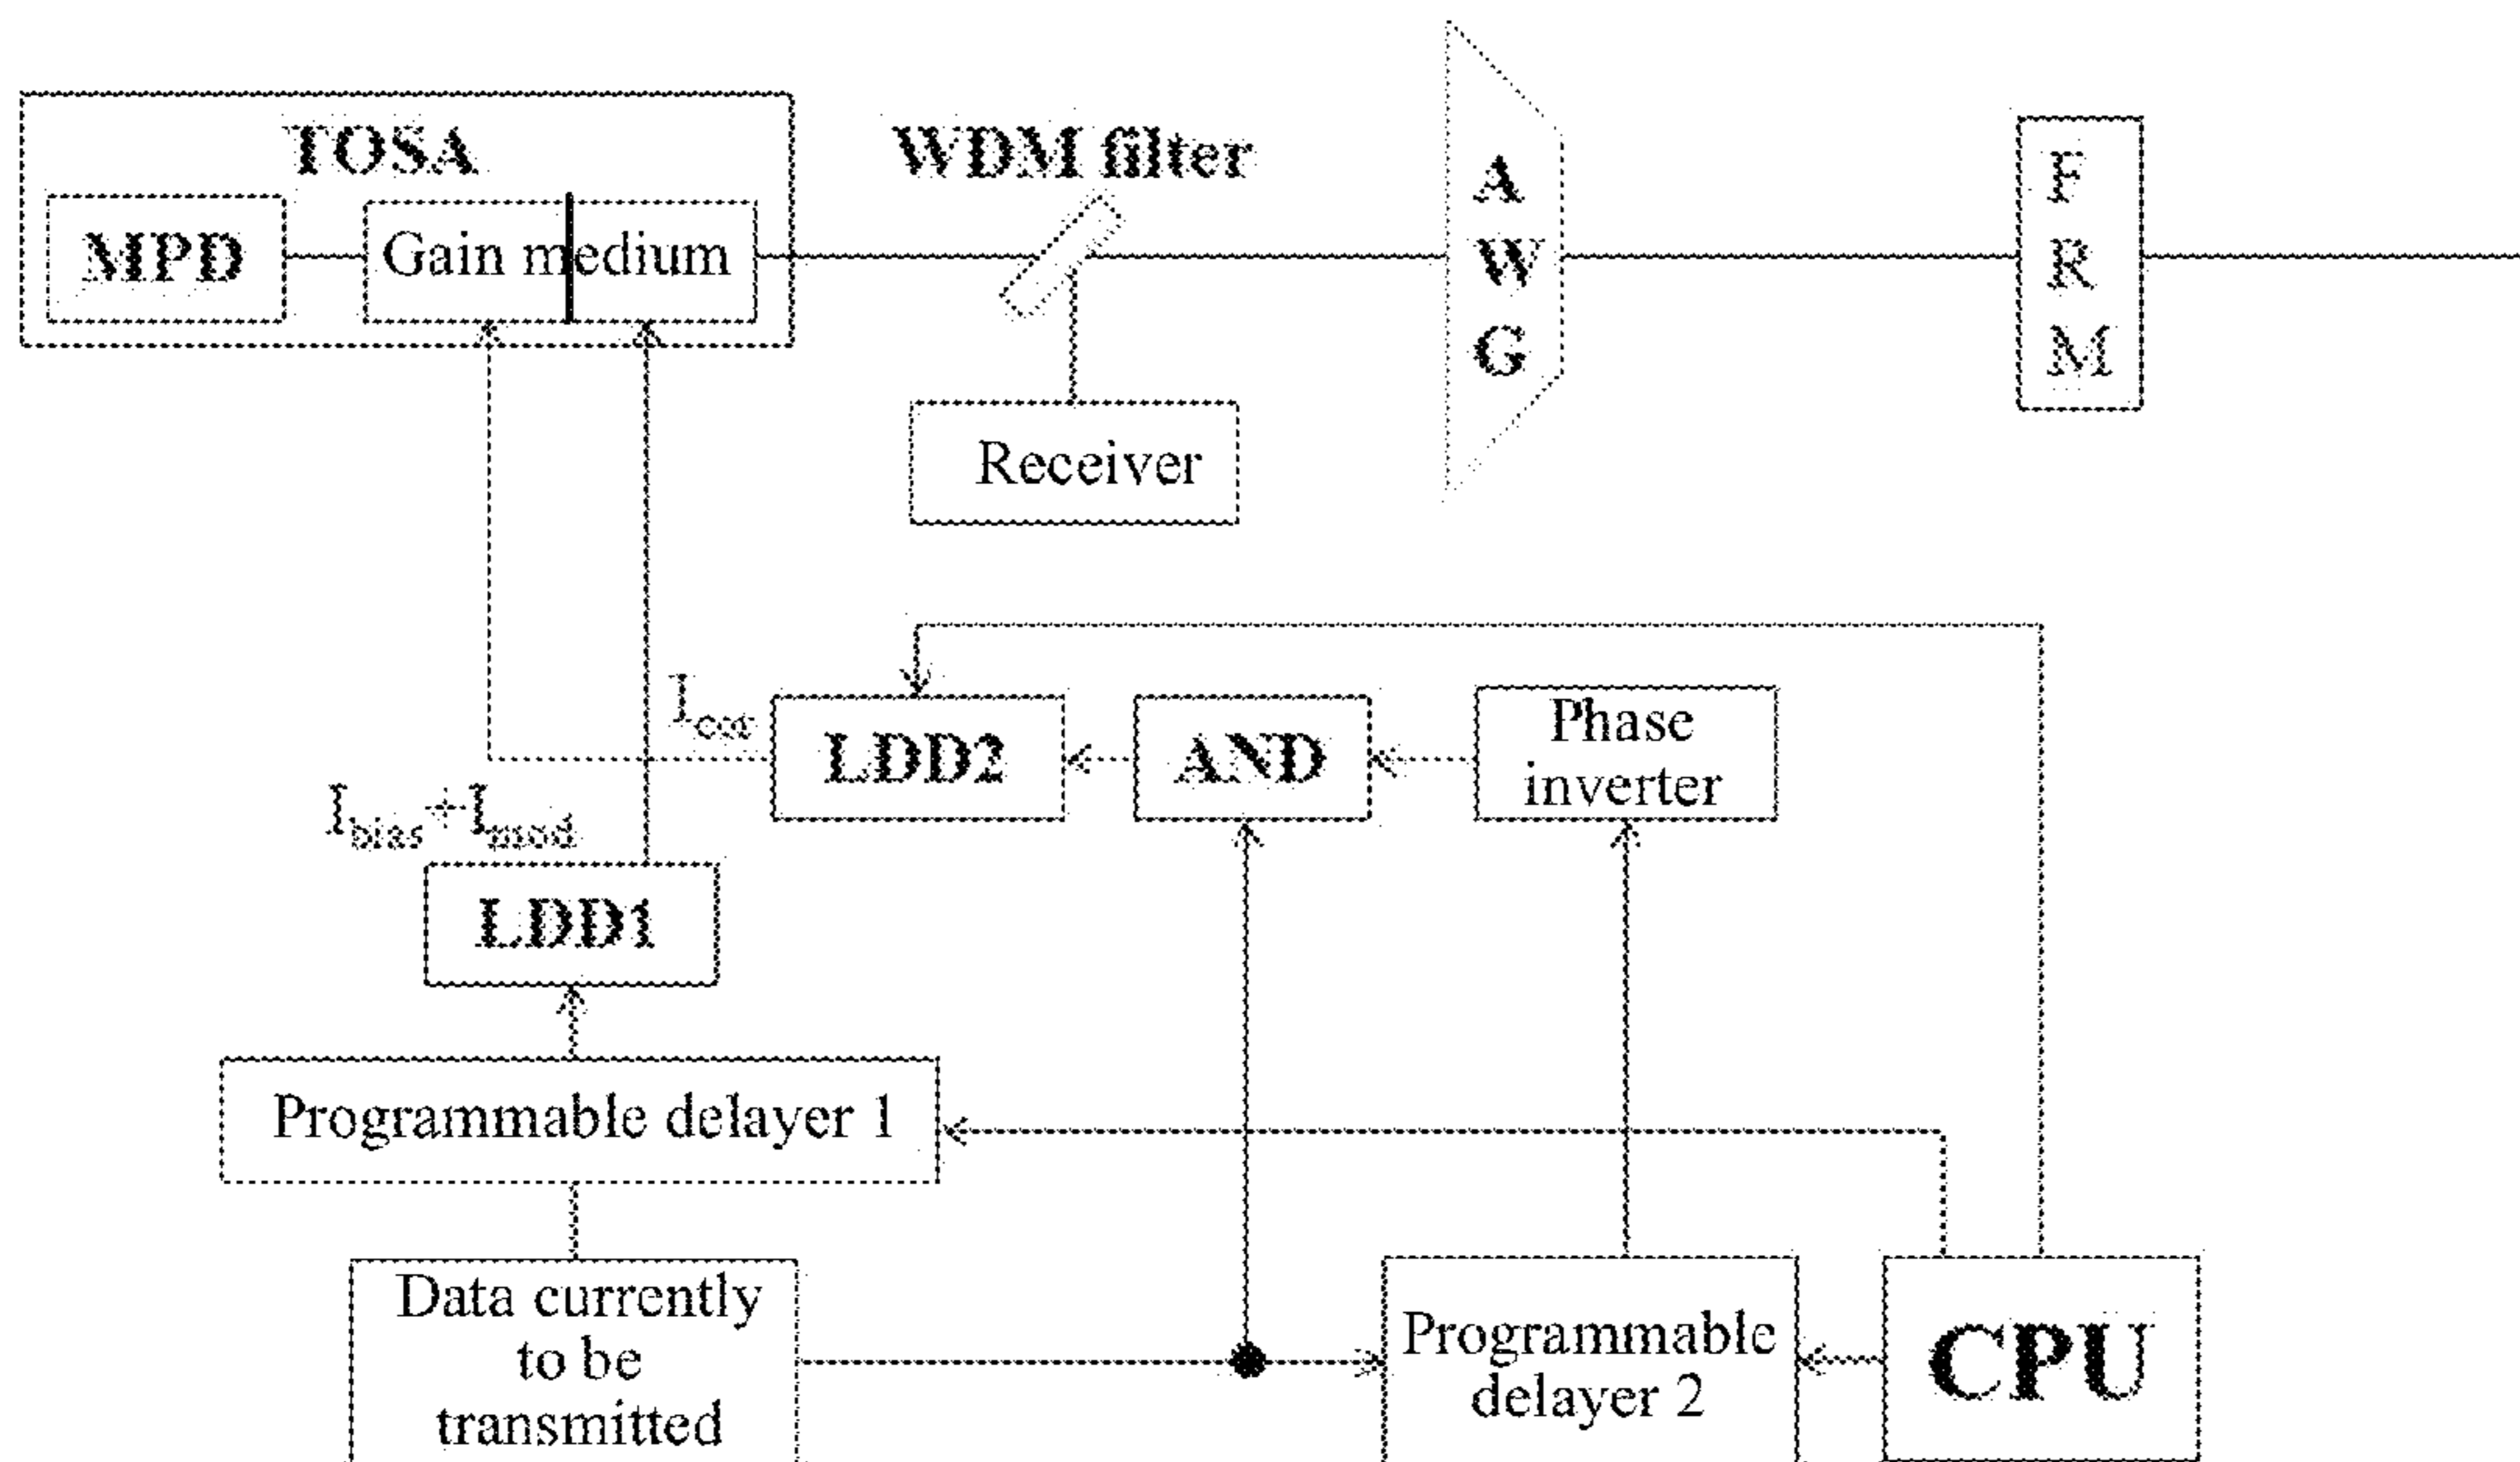 TOSA
WDM filter
MPD
Gain medium
A
W
G
F
R
M
Receiver
LDD2
AND
Phase
inverter
I
Ibias+Imod
LDD1
Programmable delayer 1
Data currently
to be
transmitted
Programmable
delayer 2
CPU